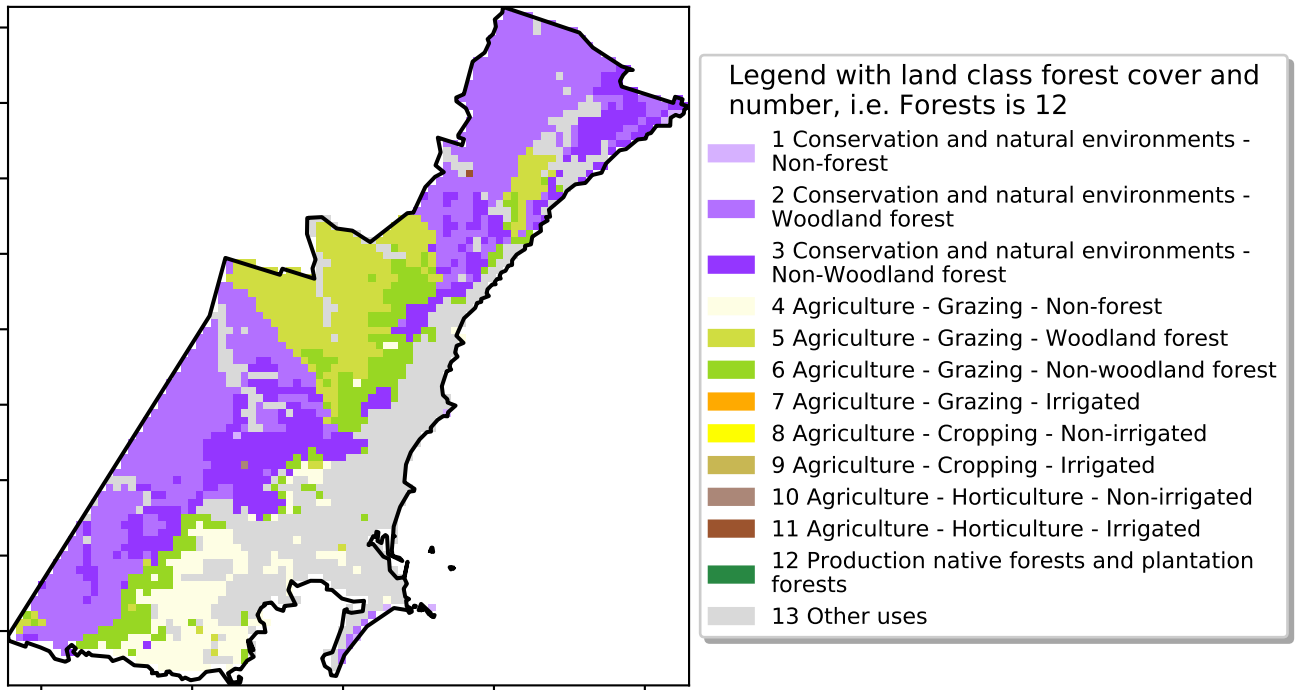 Legend with land class forest cover and
number, i.e. Forests is 12
1 Conservation and natural environments -
Non-forest
2 Conservation and natural environments -
Woodland forest
3 Conservation and natural environments -
Non-Woodland forest
4 Agriculture - Grazing - Non-forest
5 Agriculture - Grazing - Woodland forest
6 Agriculture - Grazing - Non-woodland forest
7 Agriculture - Grazing - Irrigated
8 Agriculture - Cropping - Non-irrigated
9 Agriculture - Cropping - Irrigated
10 Agriculture - Horticulture - Non-irrigated
11 Agriculture - Horticulture - Irrigated
12 Production native forests and plantation
forests
13 Other uses